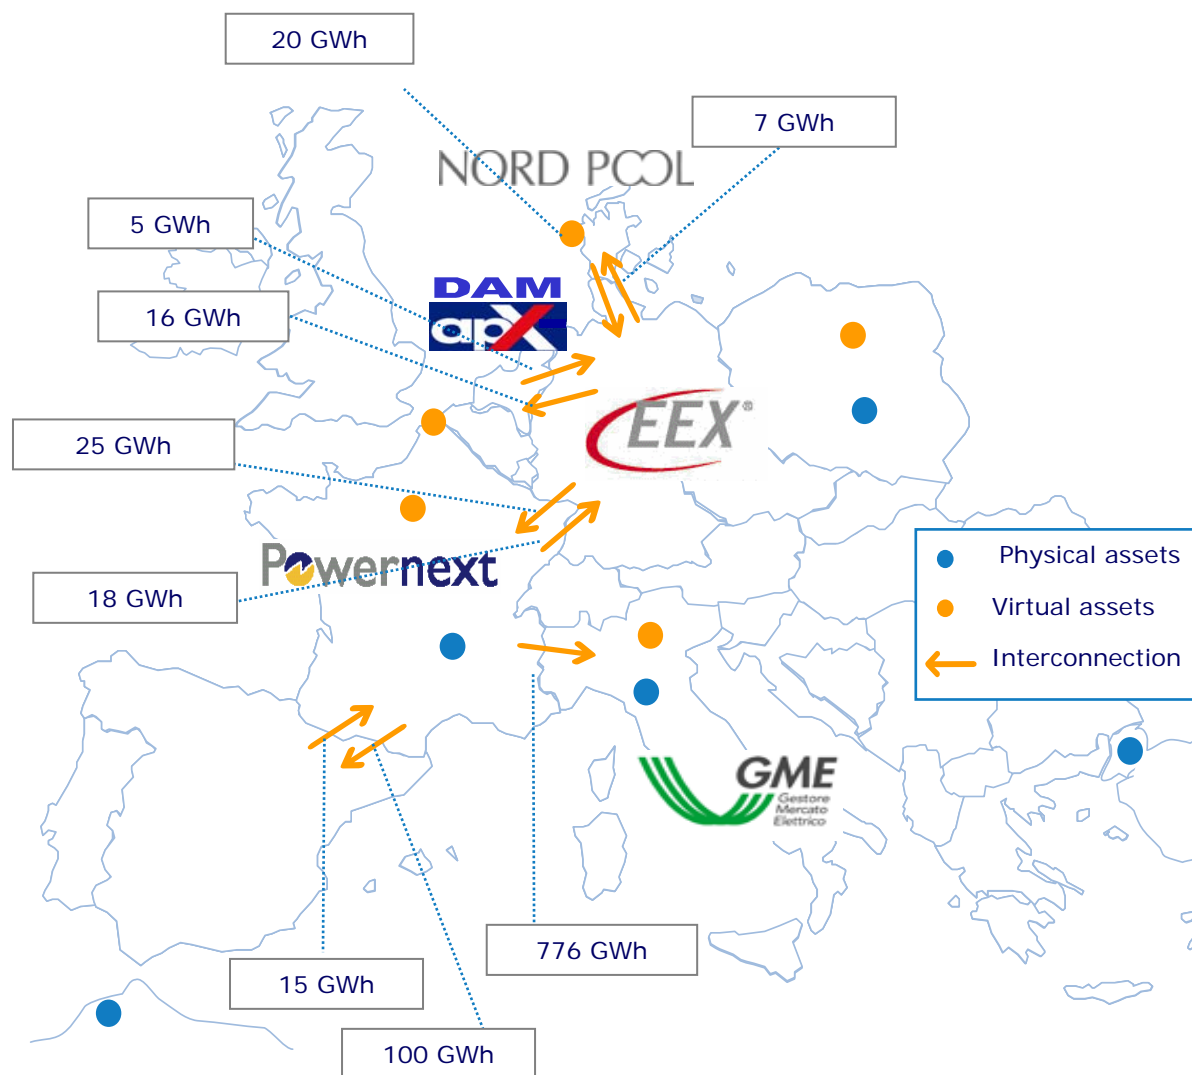 20 GWh
7 GWh
NORD POOL
5 GWh
DAM
16 GWh
apx
EEX®
25 GWh
Physical assets
Powernext
18 GWh
Virtual assets
Interconnection
GME
Gestore
Mercato
Elettrico
776 GWh
15 GWh
100 GWh